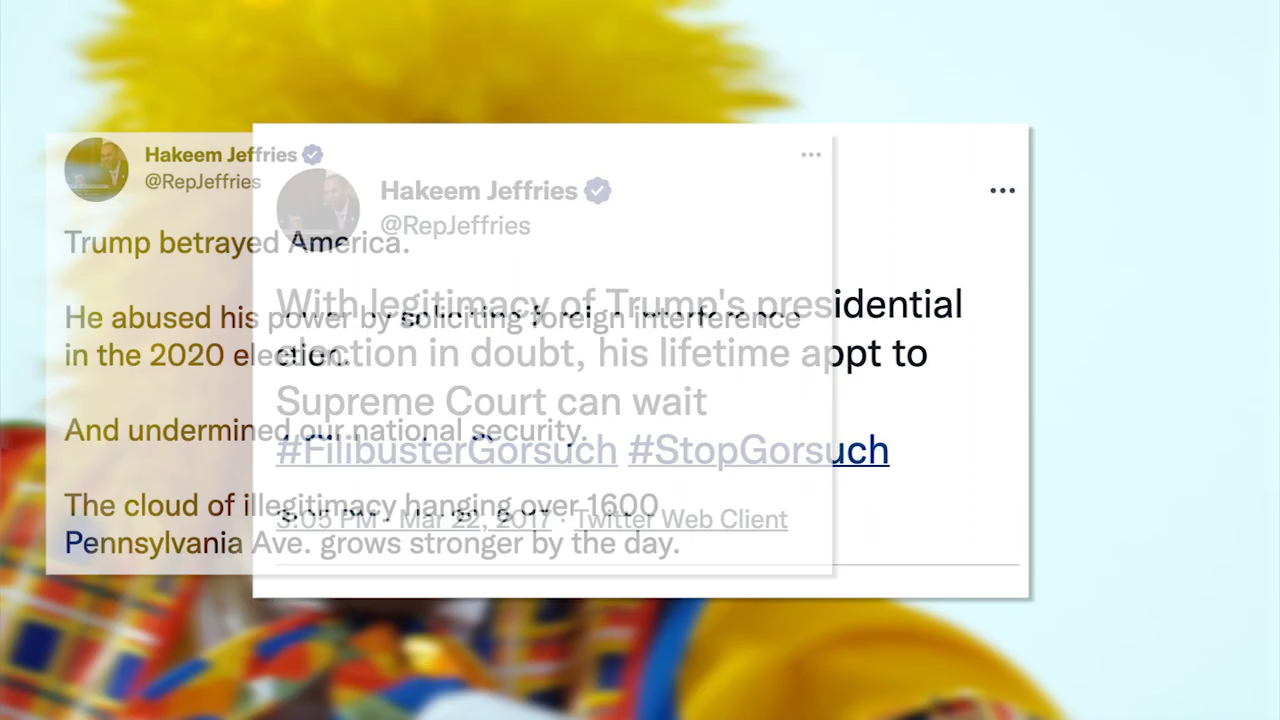 Hakeem Jeffries
@RepJeffries
Trump betrayed America.
He abused his power by soliciting foreign interference
in the 2020 election.
And undermined our national security.
The cloud of illegitimacy hanging over 1600
Pennsylvania Ave. grows stronger by the day.
Hakeem Jeffries
@RepJeffries
With legitimacy of Trump's presidential
election in doubt, his lifetime appt to
Supreme Court can wait
#FilibusterGorsuch #StopGorsuch
3:05 PM · Mar 22, 2017 · Twitter Web Client